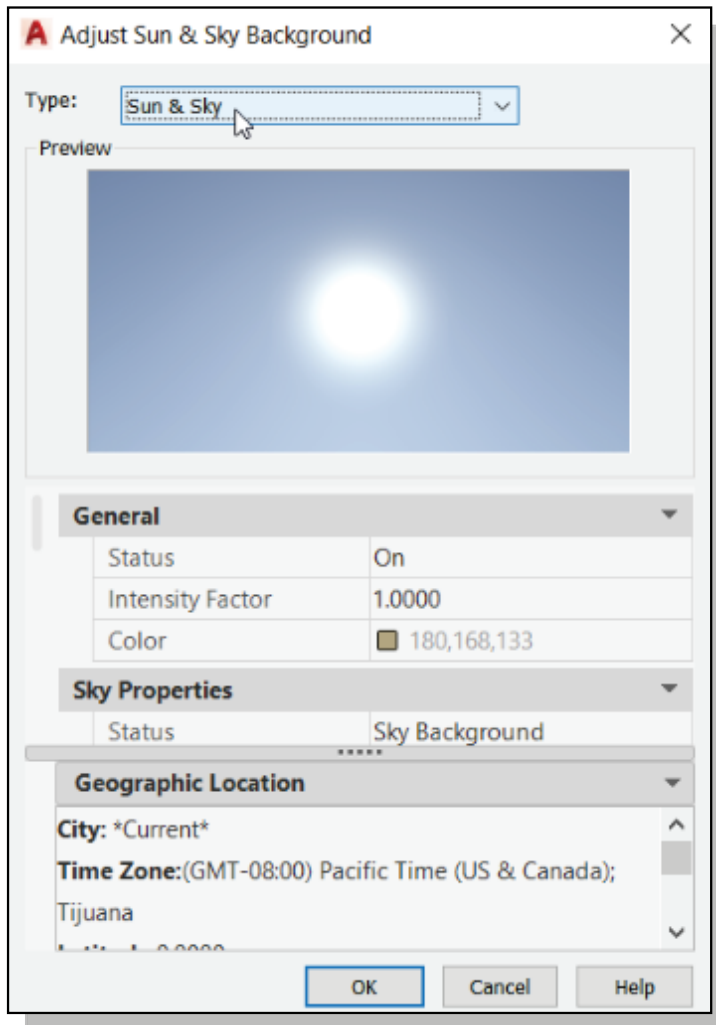 Adjust Sun & Sky Background
Type:
Sun & Sky
Preview
General
Status On
Intensity Factor 1.0000
Color 180,168,133
Sky Properties
Status Sky Background
Geographic Location
City: *Current*
Time Zone:(GMT-08:00) Pacific Time (US & Canada);
Tijuana
OK Cancel Help